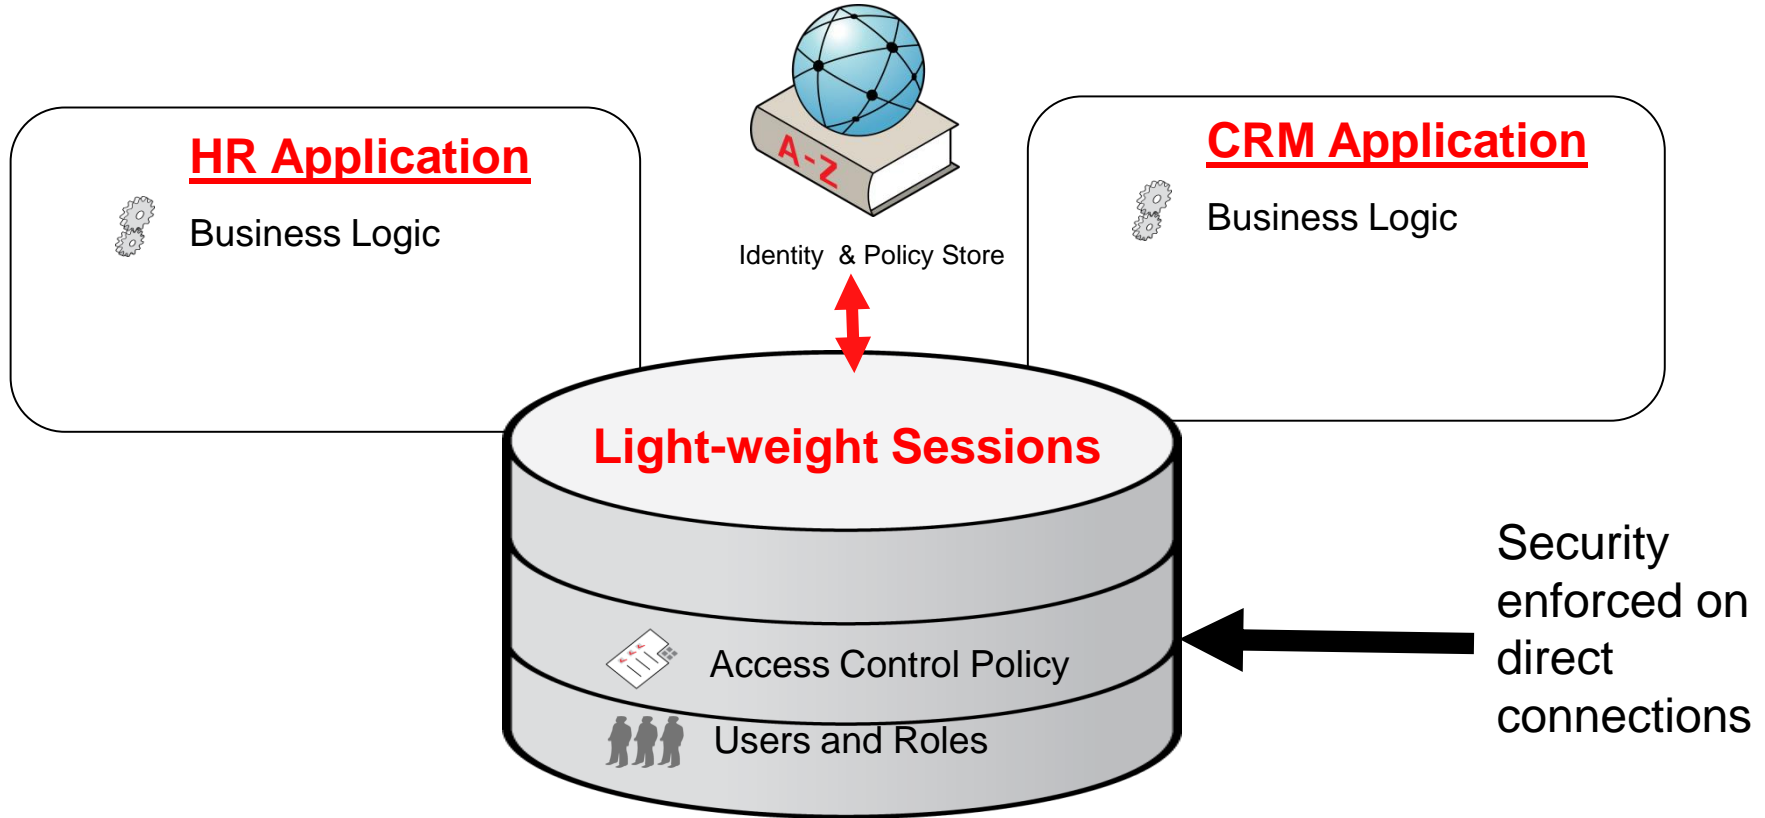 HR Application
Business Logic
A-Z
Identity & Policy Store
CRM Application
Business Logic
Light-weight Sessions
Access Control Policy
Users and Roles
Security
enforced on
direct
connections